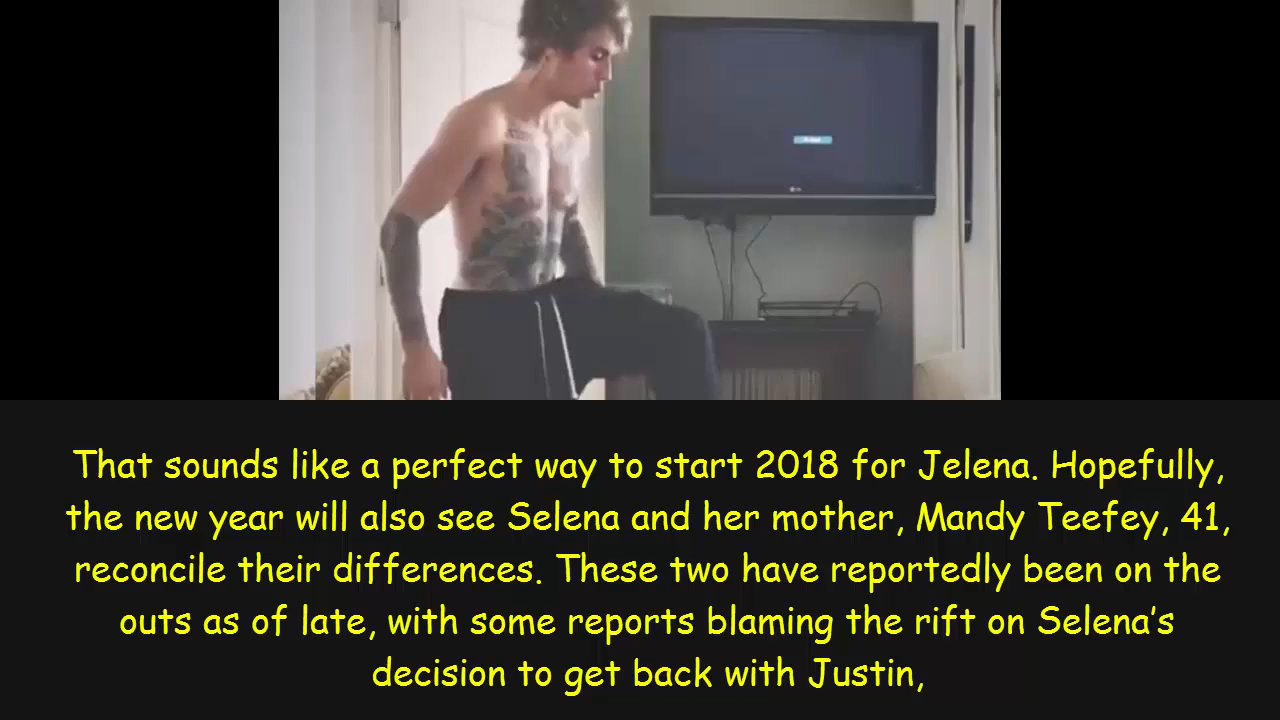 That sounds like a perfect way to start 2018 for Jelena. Hopefully,
the new year will also see Selena and her mother, Mandy Teefey, 41,
reconcile their differences. These two have reportedly been on the
outs as of late, with some reports blaming the rift on Selena's
decision to get back with Justin,